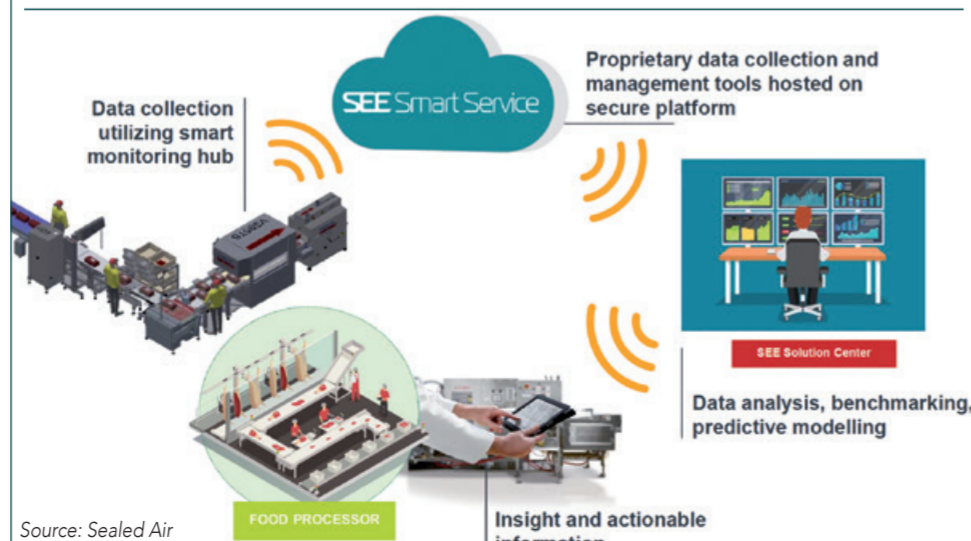 SEE Smart Service
Proprietary data collection and
management tools hosted on
secure platform
Data collection
utilizing smart
monitoring hub
SEE Solution Center
Data analysis, benchmarking,
predictive modelling
FOOD PROCESSOR
Insight and actionable
information
Source: Sealed Air